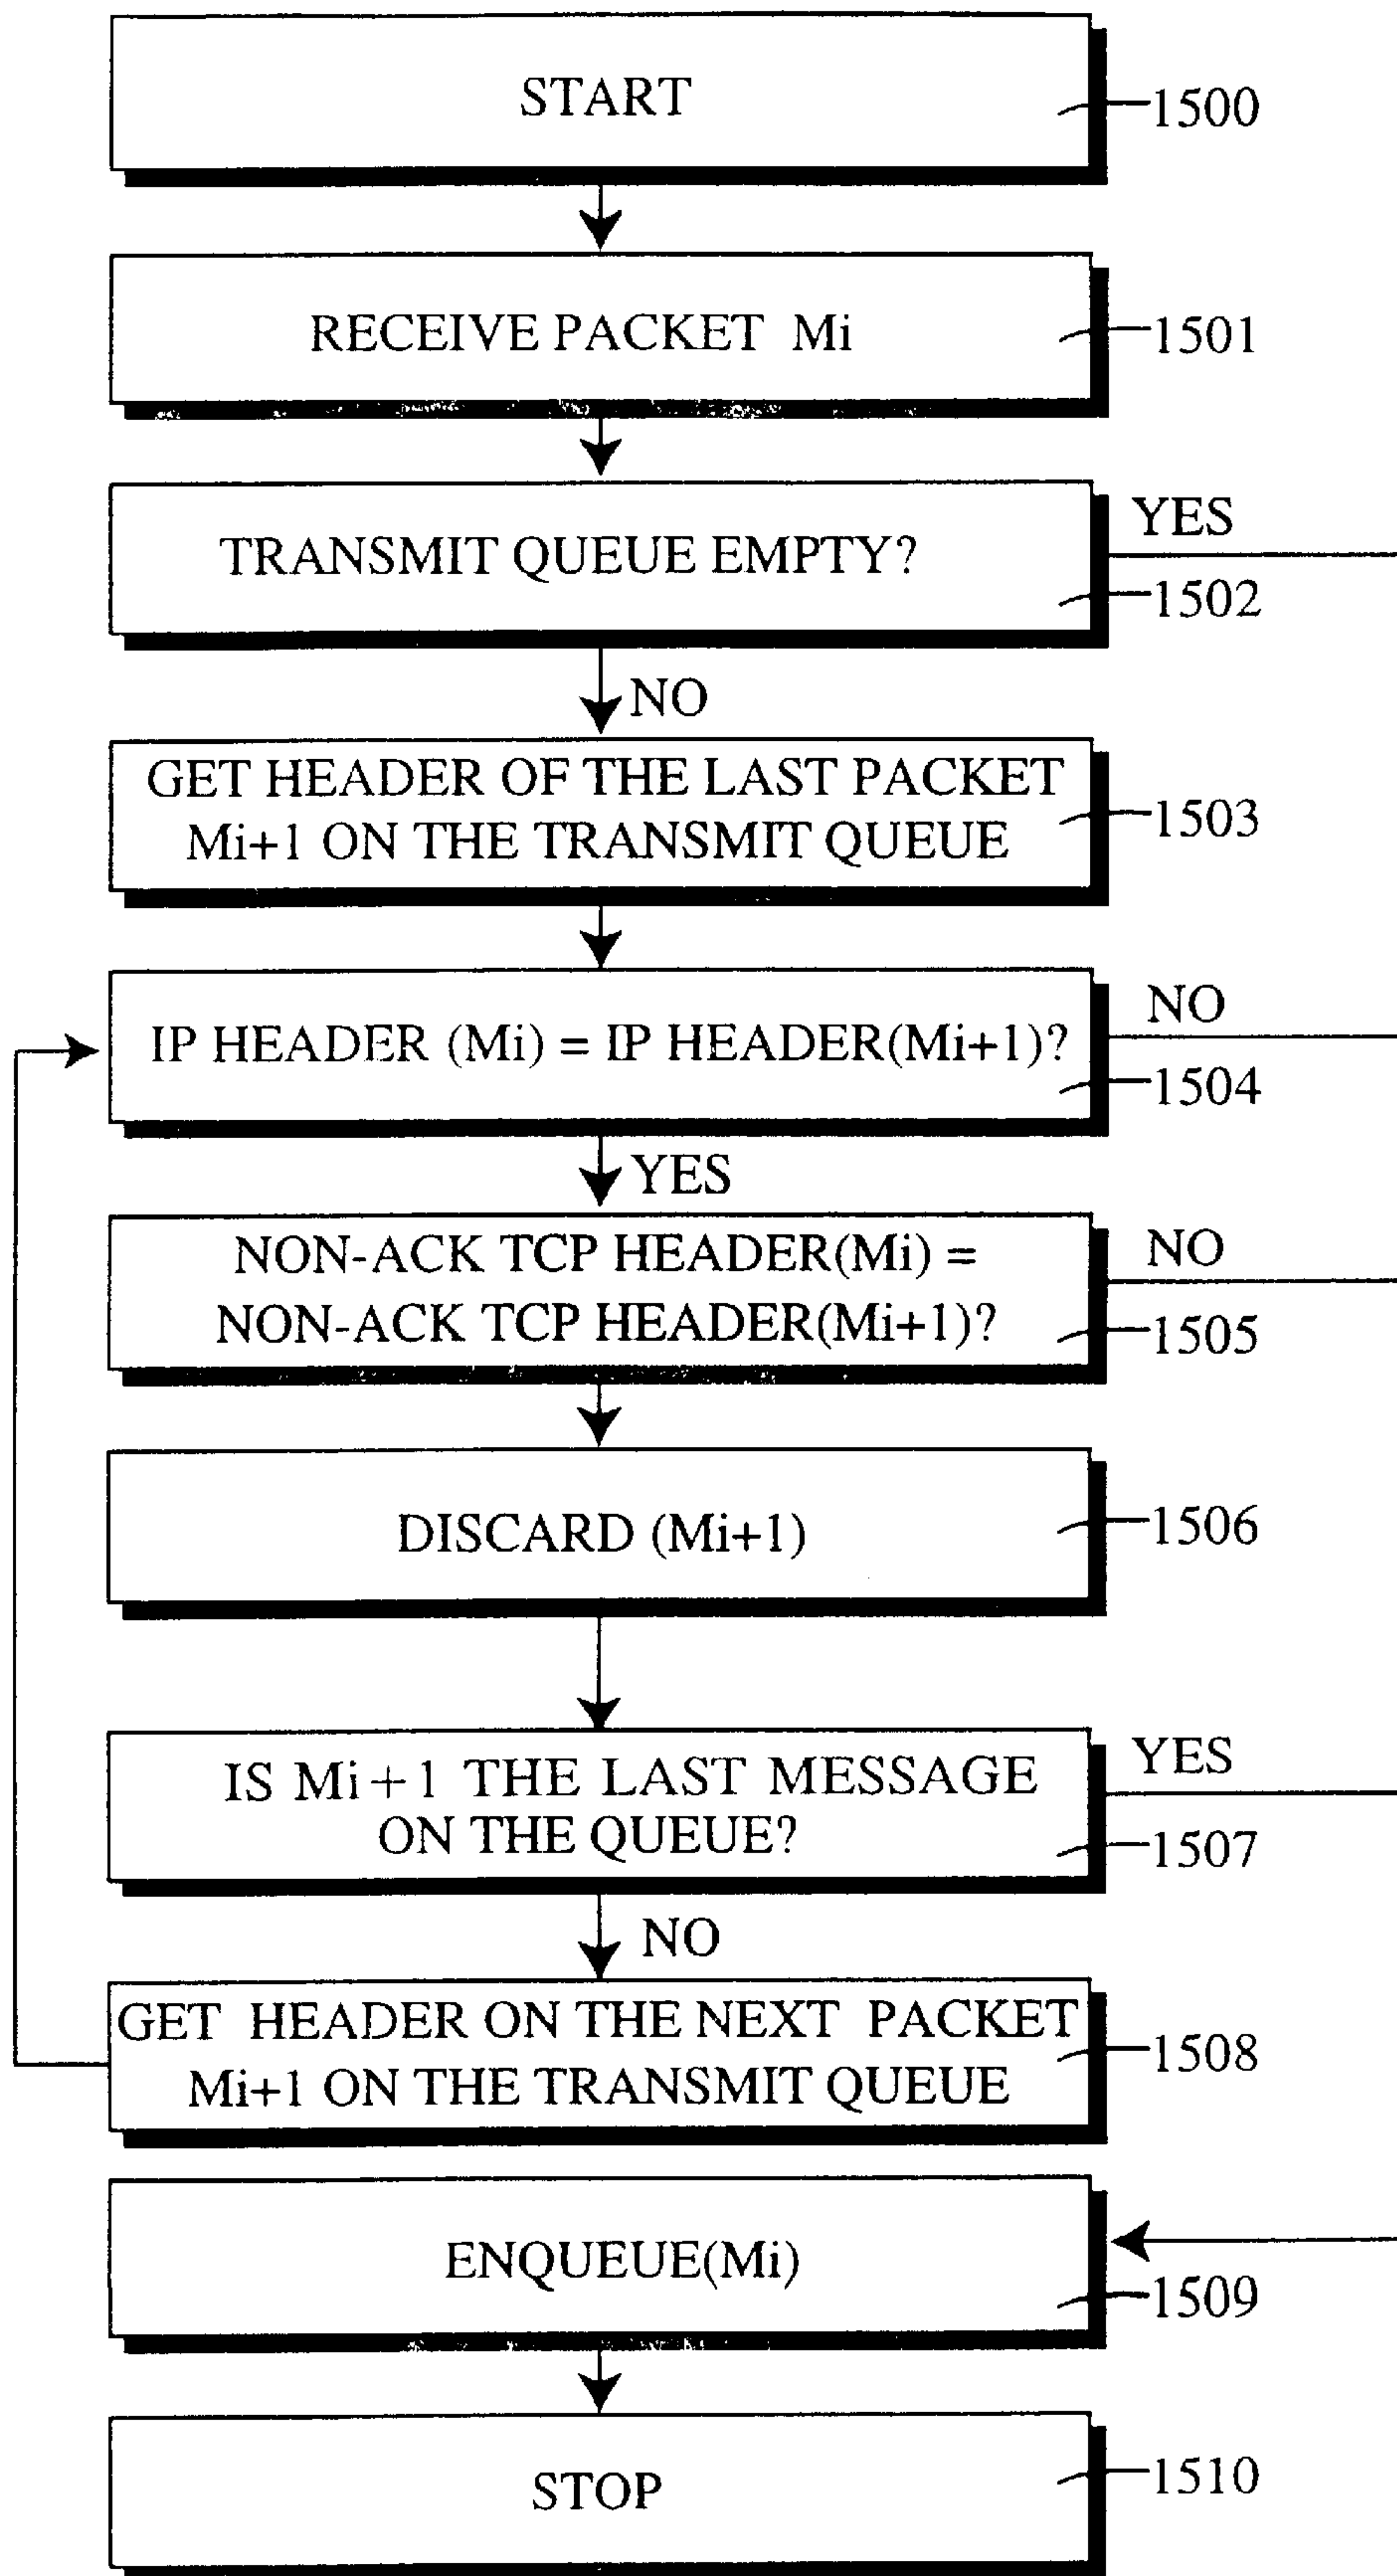 START
1500
RECEIVE PACKET Mi
1501
TRANSMIT QUEUE EMPTY?
YES
1502
NO
GET HEADER OF THE LAST PACKET
Mi+1 ON THE TRANSMIT QUEUE
1503
IP HEADER (Mi) = IP HEADER(Mi+1)?
NO
1504
YES
NON-ACK TCP HEADER(Mi) =
NON-ACK TCP HEADER(Mi+1)?
NO
1505
DISCARD (Mi+1)
1506
IS Mi+1 THE LAST MESSAGE
ON THE QUEUE?
YES
1507
NO
GET HEADER ON THE NEXT PACKET
Mi+1 ON THE TRANSMIT QUEUE
1508
ENQUEUE(Mi)
1509
STOP
1510